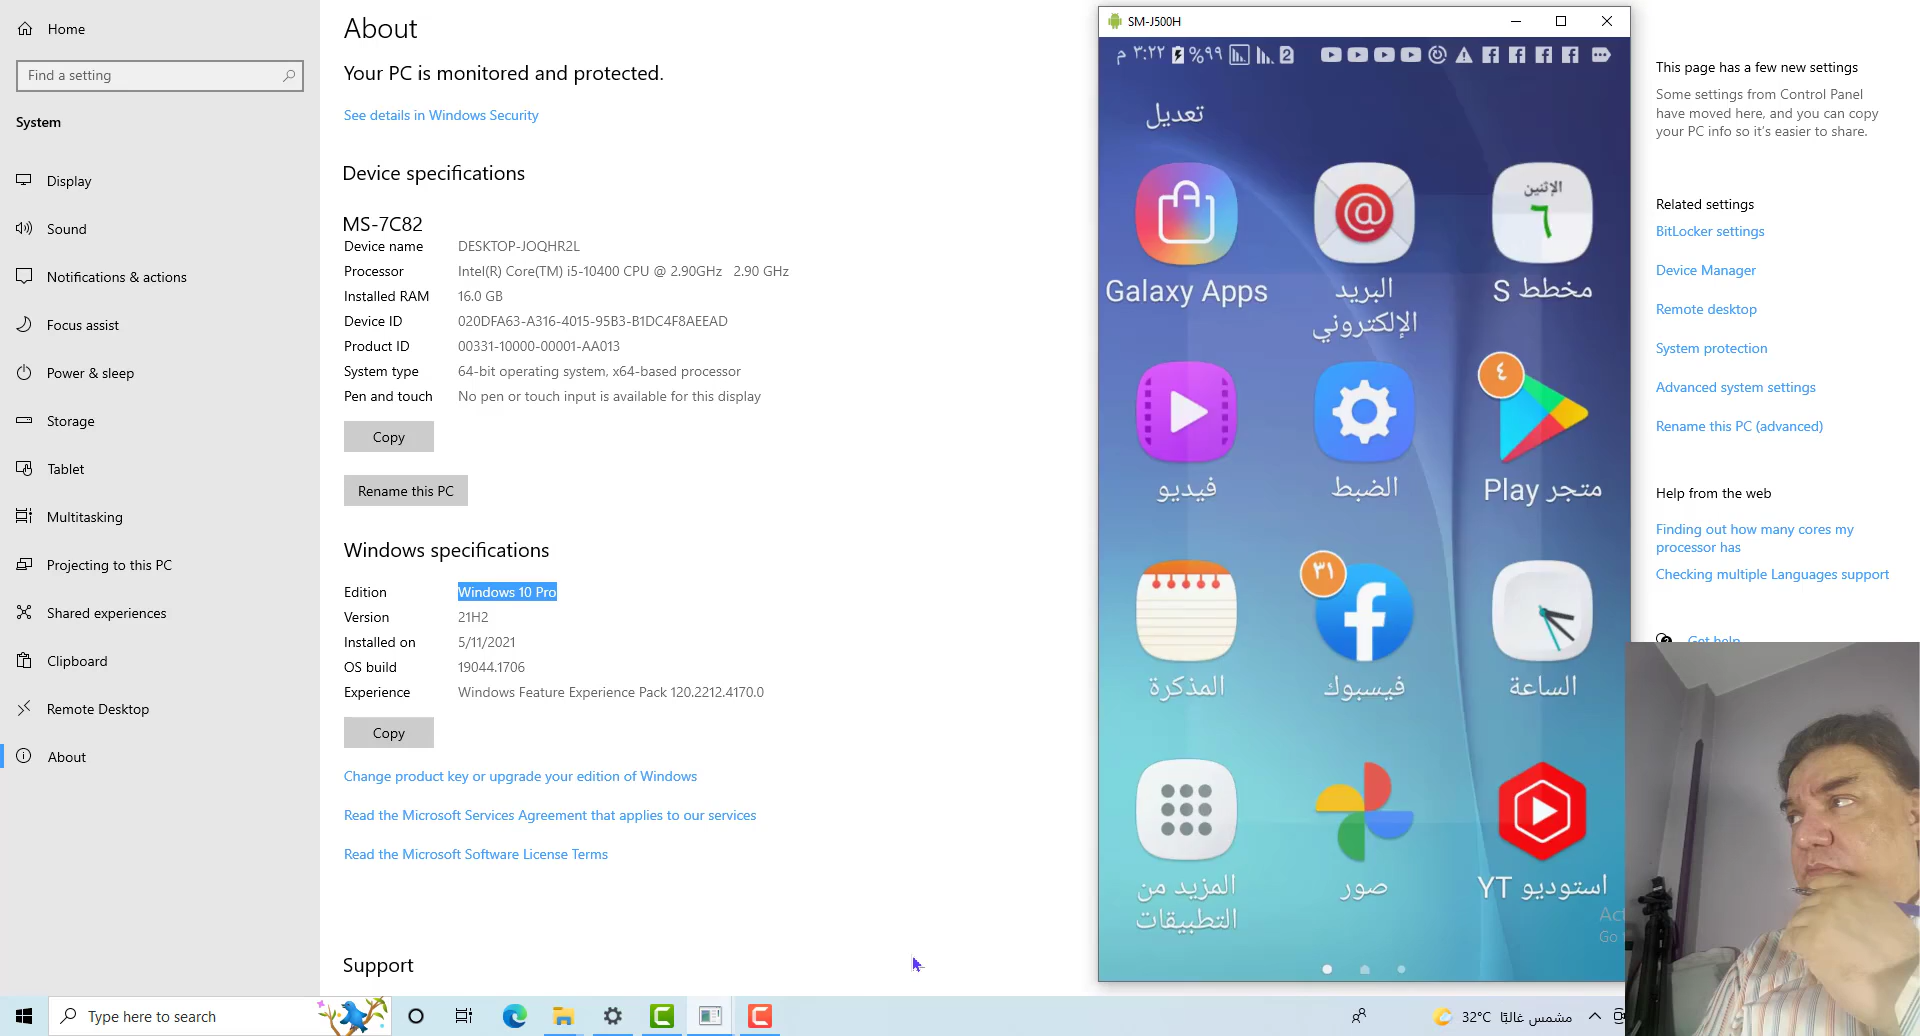 Home
Find a setting
System
Display
Sound
Notifications & actions
Focus assist
Power & sleep
Storage
Tablet
Multitasking
Projecting to this PC
Shared experiences
Clipboard
Remote Desktop
About
About
Your PC is monitored and protected.
See details in Windows Security
Device specifications
MS-7C82
Device name DESKTOP-JOQHR2L
Processor Intel(R) Core(TM) i5-10400 CPU @ 2.90GHz 2.90 GHz
Installed RAM 16.0 GB
Device ID 020DFA63-A316-4015-95B3-B1DC4F8AEEAD
Product ID 00331-10000-00001-AA013
System type 64-bit operating system, x64-based processor
Pen and touch No pen or touch input is available for this display
Copy
Rename this PC
Windows specifications
Edition Windows 10 Pro
Version 21H2
Installed on 5/11/2021
OS build 19044.1706
Experience Windows Feature Experience Pack 120.2212.4170.0
Copy
Change product key or upgrade your edition of Windows
Read the Microsoft Services Agreement that applies to our services
Read the Microsoft Software License Terms
Support
SM-J500H
٣:٢٢ م %٩٩ 2
تعديل
الإثنين
٦
Galaxy Apps
البريد
الإلكتروني
مخطط S
٤
فيديو
الضبط
متجر Play
٣١
المذكرة
فيسبوك
الساعة
المزيد من
التطبيقات
صور
استوديو YT
This page has a few new settings
Some settings from Control Panel
have moved here, and you can copy
your PC info so it's easier to share.
Related settings
BitLocker settings
Device Manager
Remote desktop
System protection
Advanced system settings
Rename this PC (advanced)
Help from the web
Finding out how many cores my
processor has
Checking multiple Languages support
Get help
Go
Type here to search
32°C مشمس غالبًا